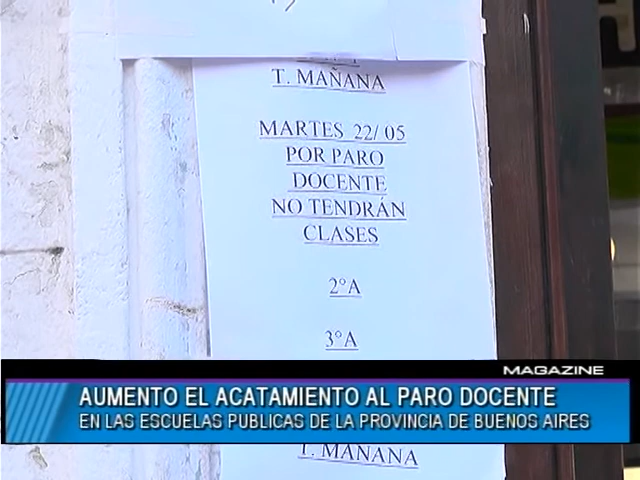 T. MAÑANA
MARTES 22/05
POR PARO
DOCENTE
NO TENDRÁN
CLASES
2°A
3°A
MAGAZINE
AUMENTO EL ACATAMIENTO AL PARO DOCENTE
EN LAS ESCUELAS PUBLICAS DE LA PROVINCIA DE BUENOS AIRES
T. MAÑANA